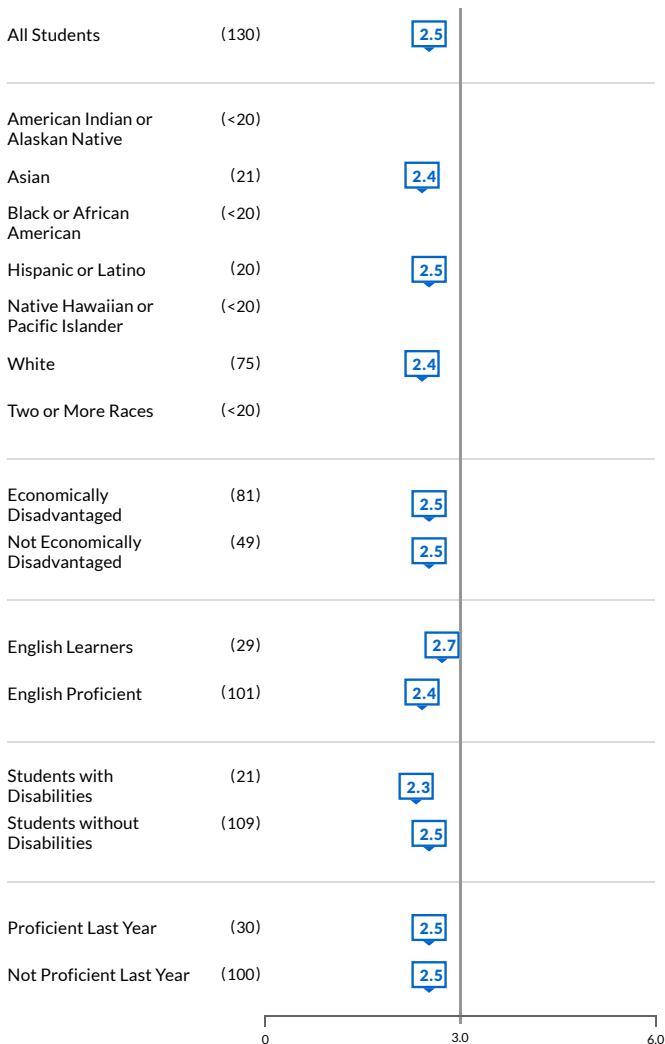 All Students (130) 2.5
American Indian or (<20)
Alaskan Native
Asian (21) 2.4
Black or African (<20)
American
Hispanic or Latino (20) 2.5
Native Hawaiian or (<20)
Pacific Islander
White (75) 2.4
Two or More Races (<20)
Economically (81) 2.5
Disadvantaged
Not Economically (49) 2.5
Disadvantaged
English Learners (29) 2.7
English Proficient (101) 2.4
Students with (21) 2.3
Disabilities
Students without (109) 2.5
Disabilities
Proficient Last Year (30) 2.5
Not Proficient Last Year (100) 2.5
0 3.0 6.0